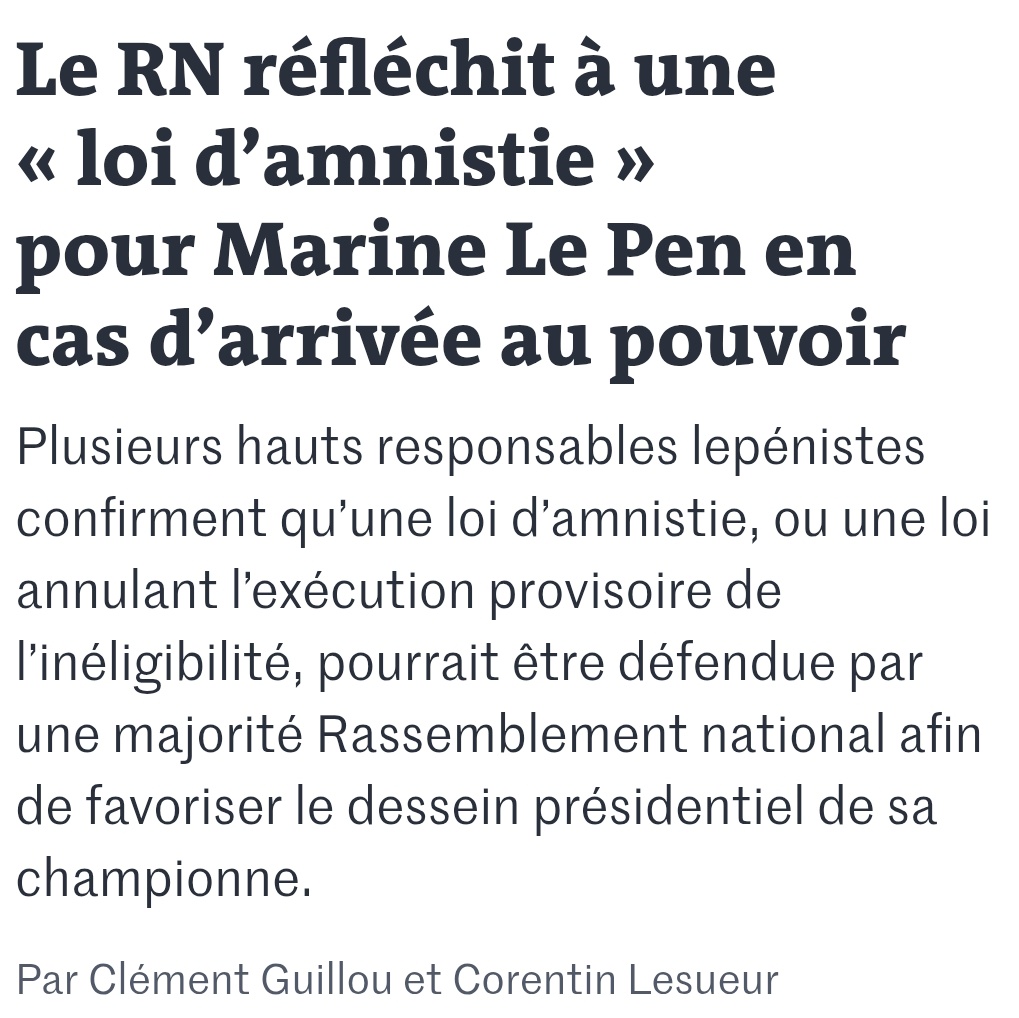 Le RN réfléchit à une
« loi d’amnistie »
pour Marine Le Pen en
cas d’arrivée au pouvoir
Plusieurs hauts responsables lepénistes
confirment qu’une loi d’amnistie, ou une loi
annulant l’exécution provisoire de
l’inéligibilité, pourrait être défendue par
une majorité Rassemblement national afin
de favoriser le dessein présidentiel de sa
championne.
Par Clément Guillou et Corentin Lesueur